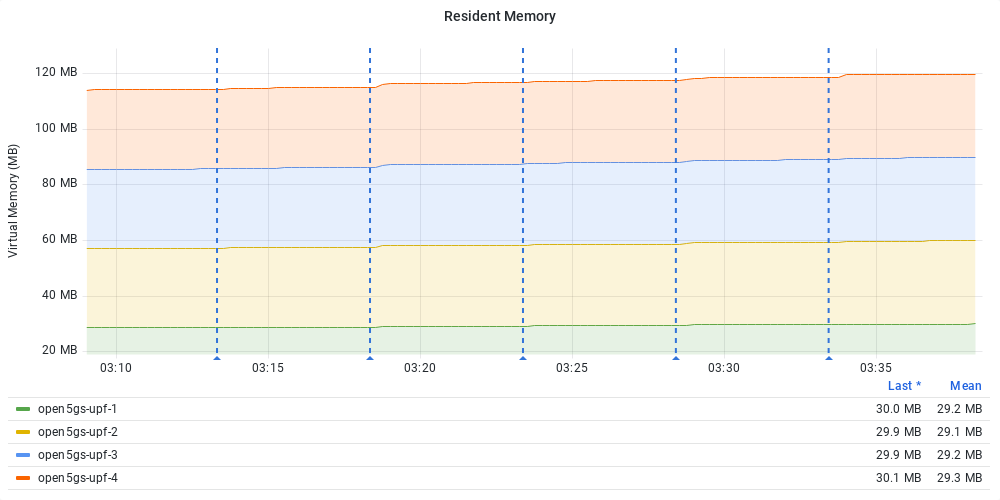 Resident Memory
Virtual Memory (MB)
120 MB
100 MB
80 MB
60 MB
40 MB
20 MB
03:10 03:15 03:20 03:25 03:30 03:35
Last * Mean
open5gs-upf-1 30.0 MB 29.2 MB
open5gs-upf-2 29.9 MB 29.1 MB
open5gs-upf-3 29.9 MB 29.2 MB
open5gs-upf-4 30.1 MB 29.3 MB